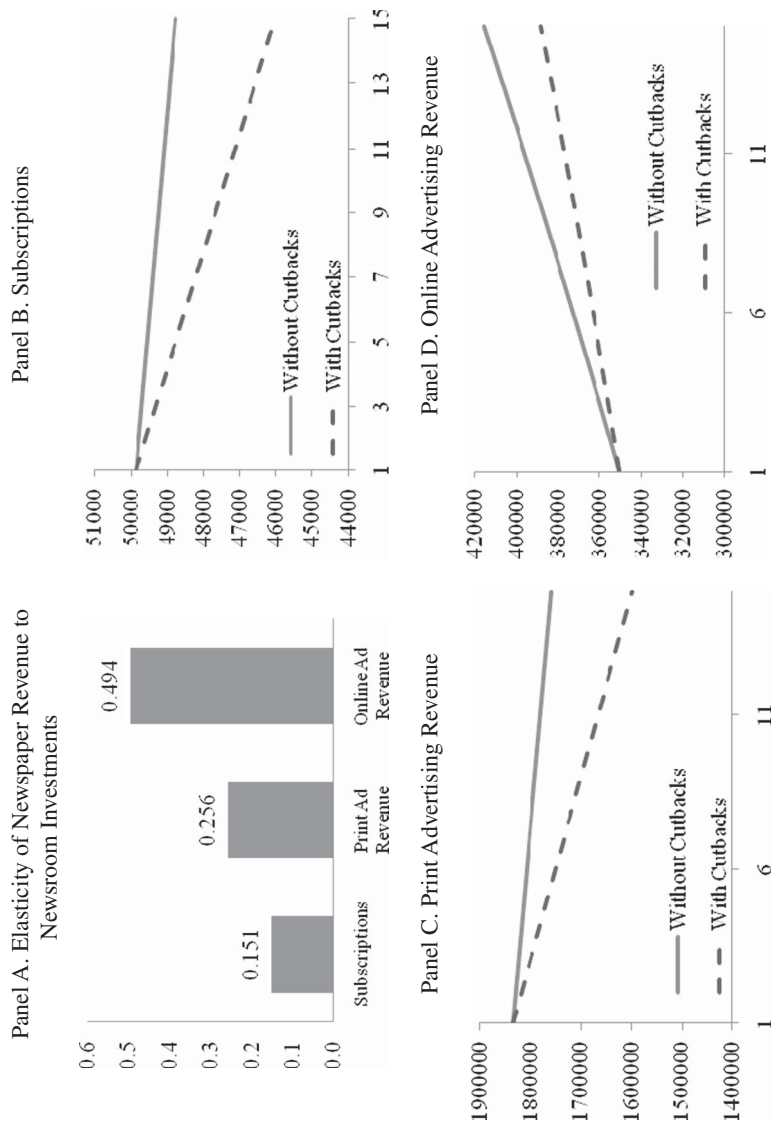 Panel A. Elasticity of Newspaper Revenue to
Newsroom Investments
0.6
0.5
0.4
0.3
0.2
0.1
0.0
0.151
0.256
0.494
Subscriptions
Print Ad
Revenue
Online Ad
Revenue
Panel B. Subscriptions
51000
50000
49000
48000
47000
46000
45000
44000
Without Cutbacks
With Cutbacks
1 3 5 7 9 11 13 15
Panel C. Print Advertising Revenue
1900000
1800000
1700000
1600000
1500000
1400000
Without Cutbacks
With Cutbacks
1 6 11
Panel D. Online Advertising Revenue
420000
400000
380000
360000
340000
320000
300000
Without Cutbacks
With Cutbacks
1 6 11